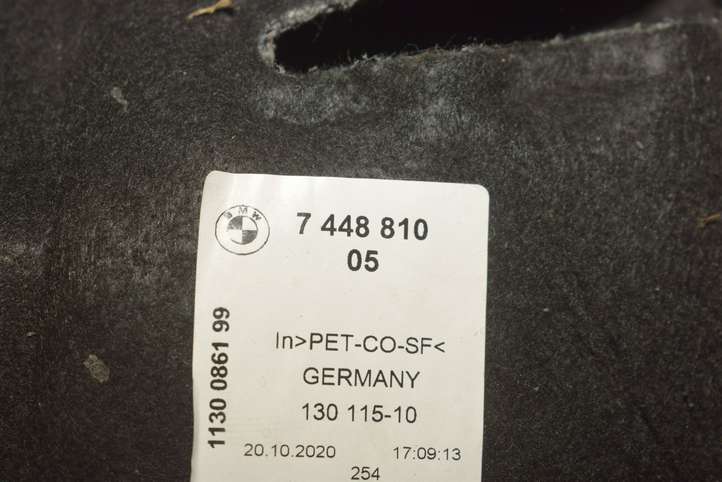 BMW
7 448 810
05
In>PET-CO-SF<
GERMANY
130 115-10
20.10.2020 17:09:13
254
1130 0861 99